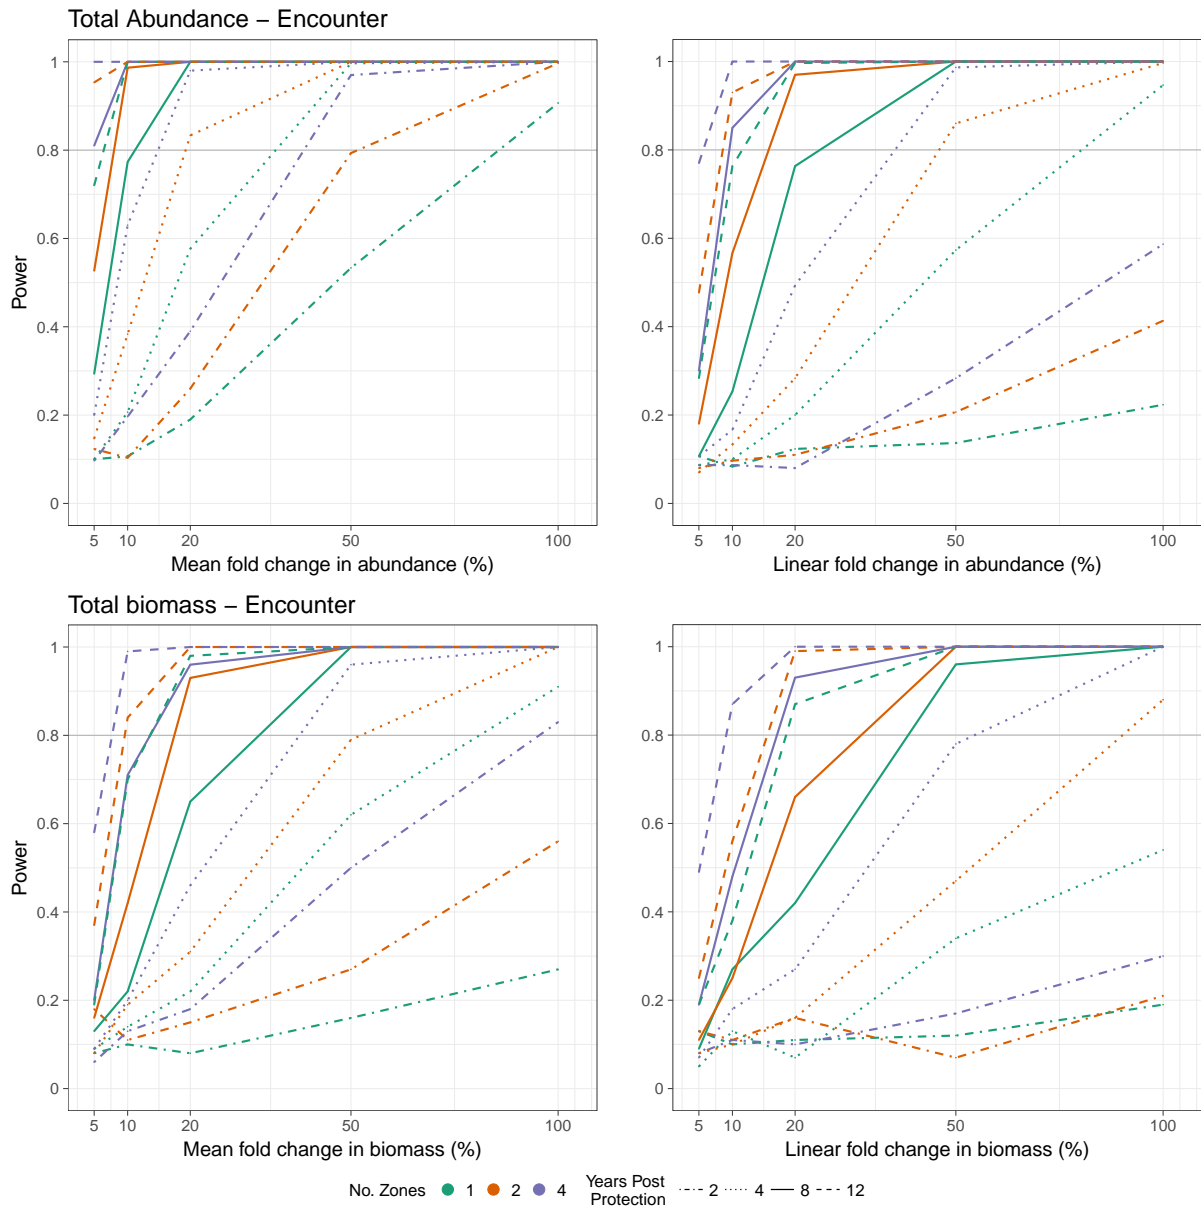 Total Abundance – Encounter
Power
1
0.8
0.6
0.4
0.2
0
5 10 20 50 100
Mean fold change in abundance (%)
1
0.8
0.6
0.4
0.2
0
5 10 20 50 100
Linear fold change in abundance (%)
Total biomass – Encounter
Power
1
0.8
0.6
0.4
0.2
0
5 10 20 50 100
Mean fold change in biomass (%)
1
0.8
0.6
0.4
0.2
0
5 10 20 50 100
Linear fold change in biomass (%)
No. Zones 1 2 4
Years Post
Protection
2 4 8 12